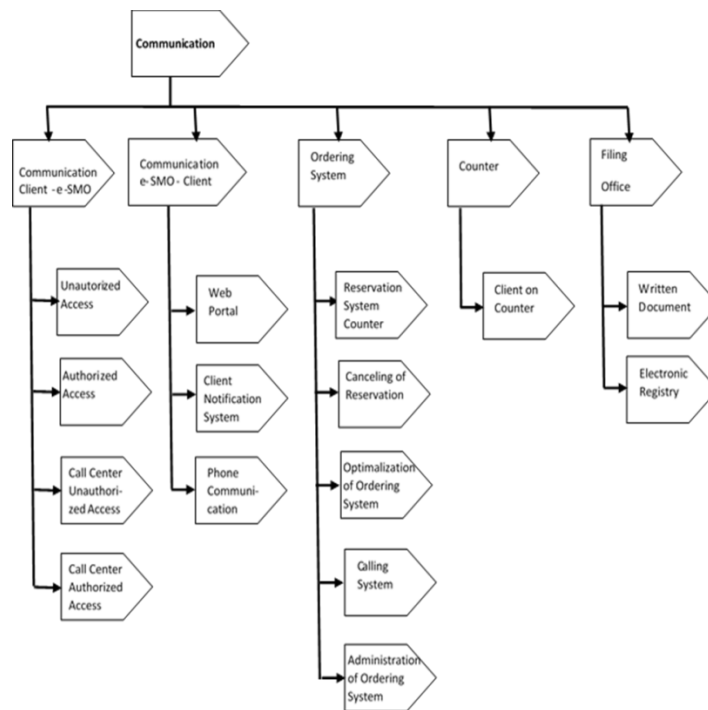 Communication
Communication
Client -e-SMO
Communication
e-SMO - Client
Ordering
System
Counter
Filing
Office
Unautorized
Access
Authorized
Access
Call Center
Unauthori-
zed Access
Call Center
Authorized
Access
Web
Portal
Client
Notification
System
Phone
Communi-
cation
Reservation
System
Counter
Canceling of
Reservation
Optimalization
of Ordering
System
Calling
System
Administration
of Ordering
System
Client on
Counter
Written
Document
Electronic
Registry